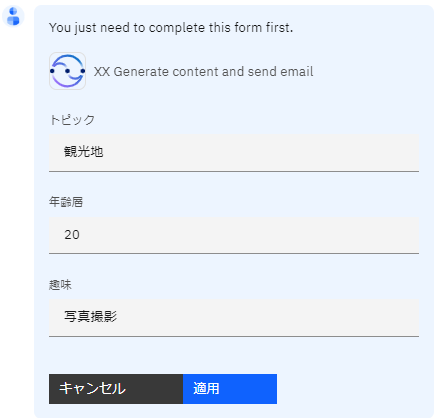 You just need to complete this form first.
XX Generate content and send email
トピック
観光地
年齢層
20
趣味
写真撮影
キャンセル
適用